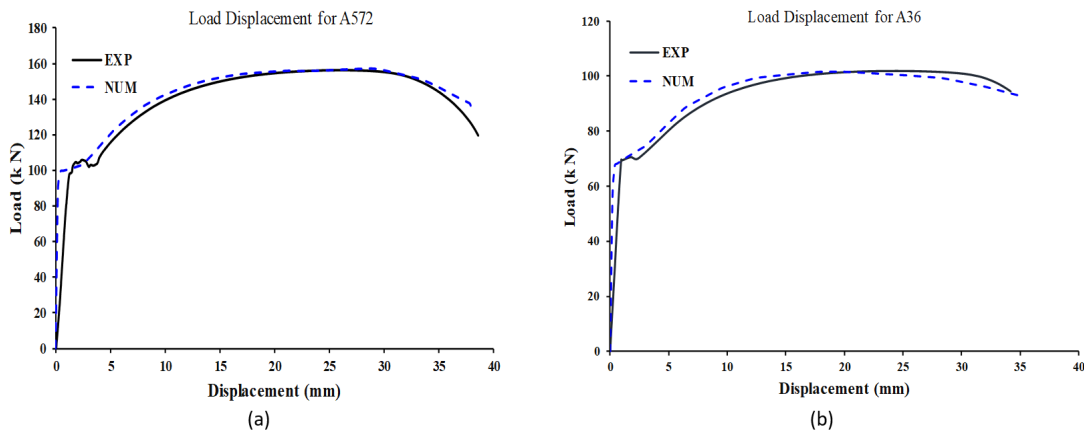 Load Displacement for A572
180
160
140
120
100
80
60
40
20
0
Load (k N)
EXP
NUM
0 5 10 15 20 25 30 35 40
Displacement (mm)
(a)
Load Displacement for A36
120
100
80
60
40
20
0
Load (k N)
EXP
NUM
0 5 10 15 20 25 30 35 40
Displacement (mm)
(b)